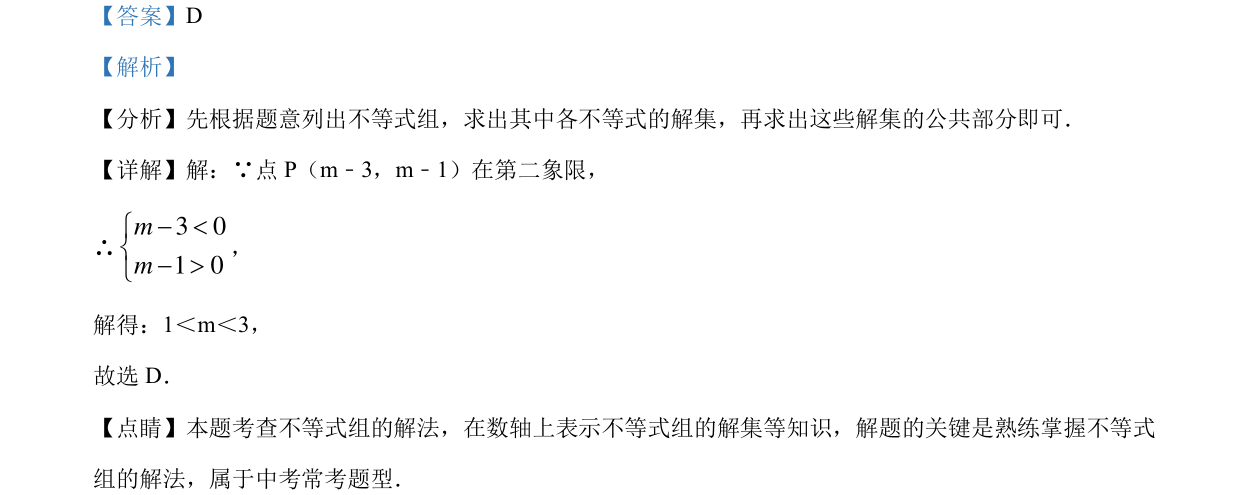 【答案】D
【解析】
【分析】先根据题意列出不等式组，求出其中各不等式的解集，再求出这些解集的公共部分即可．
【详解】解：∵点 P（m﹣3，m﹣1）在第二象限，
∴{m−3<0
m−1>0，
解得：1＜m＜3，
故选 D．
【点睛】本题考查不等式组的解法，在数轴上表示不等式组的解集等知识，解题的关键是熟练掌握不等式
组的解法，属于中考常考题型．